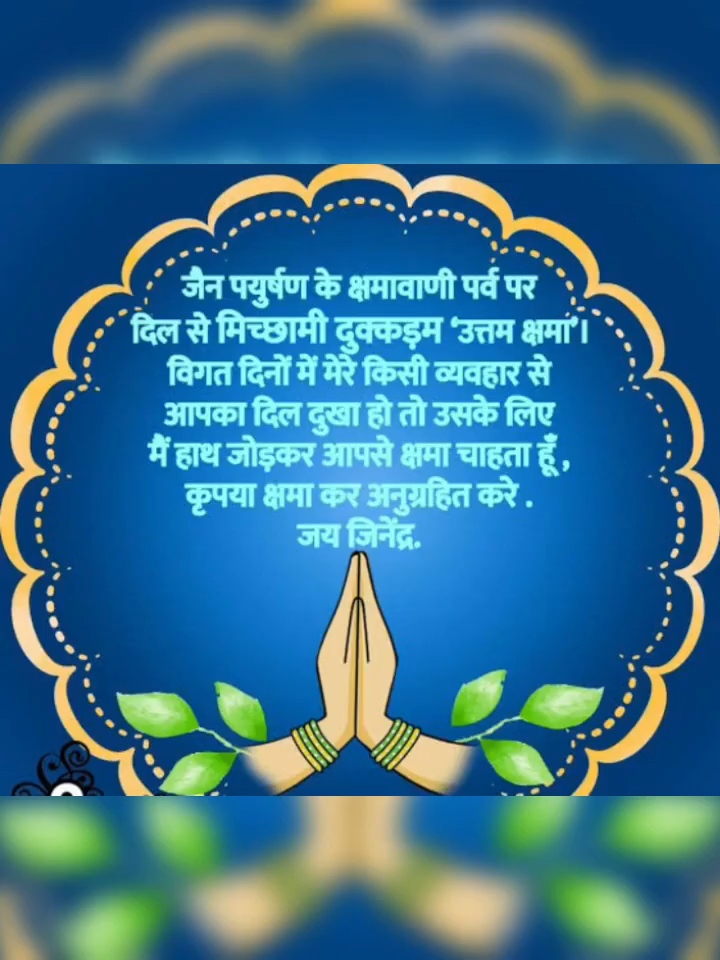 जैन पयुर्षण के क्षमावाणी पर्व पर
दिल से मिच्छामी दुक्कड़म ‘उत्तम क्षमा’।
विगत दिनों में मेरे किसी व्यवहार से
आपका दिल दुखा हो तो उसके लिए
मैं हाथ जोड़कर आपसे क्षमा चाहता हूँ ,
कृपया क्षमा कर अनुग्रहित करे .
जय जिनेंद्र.